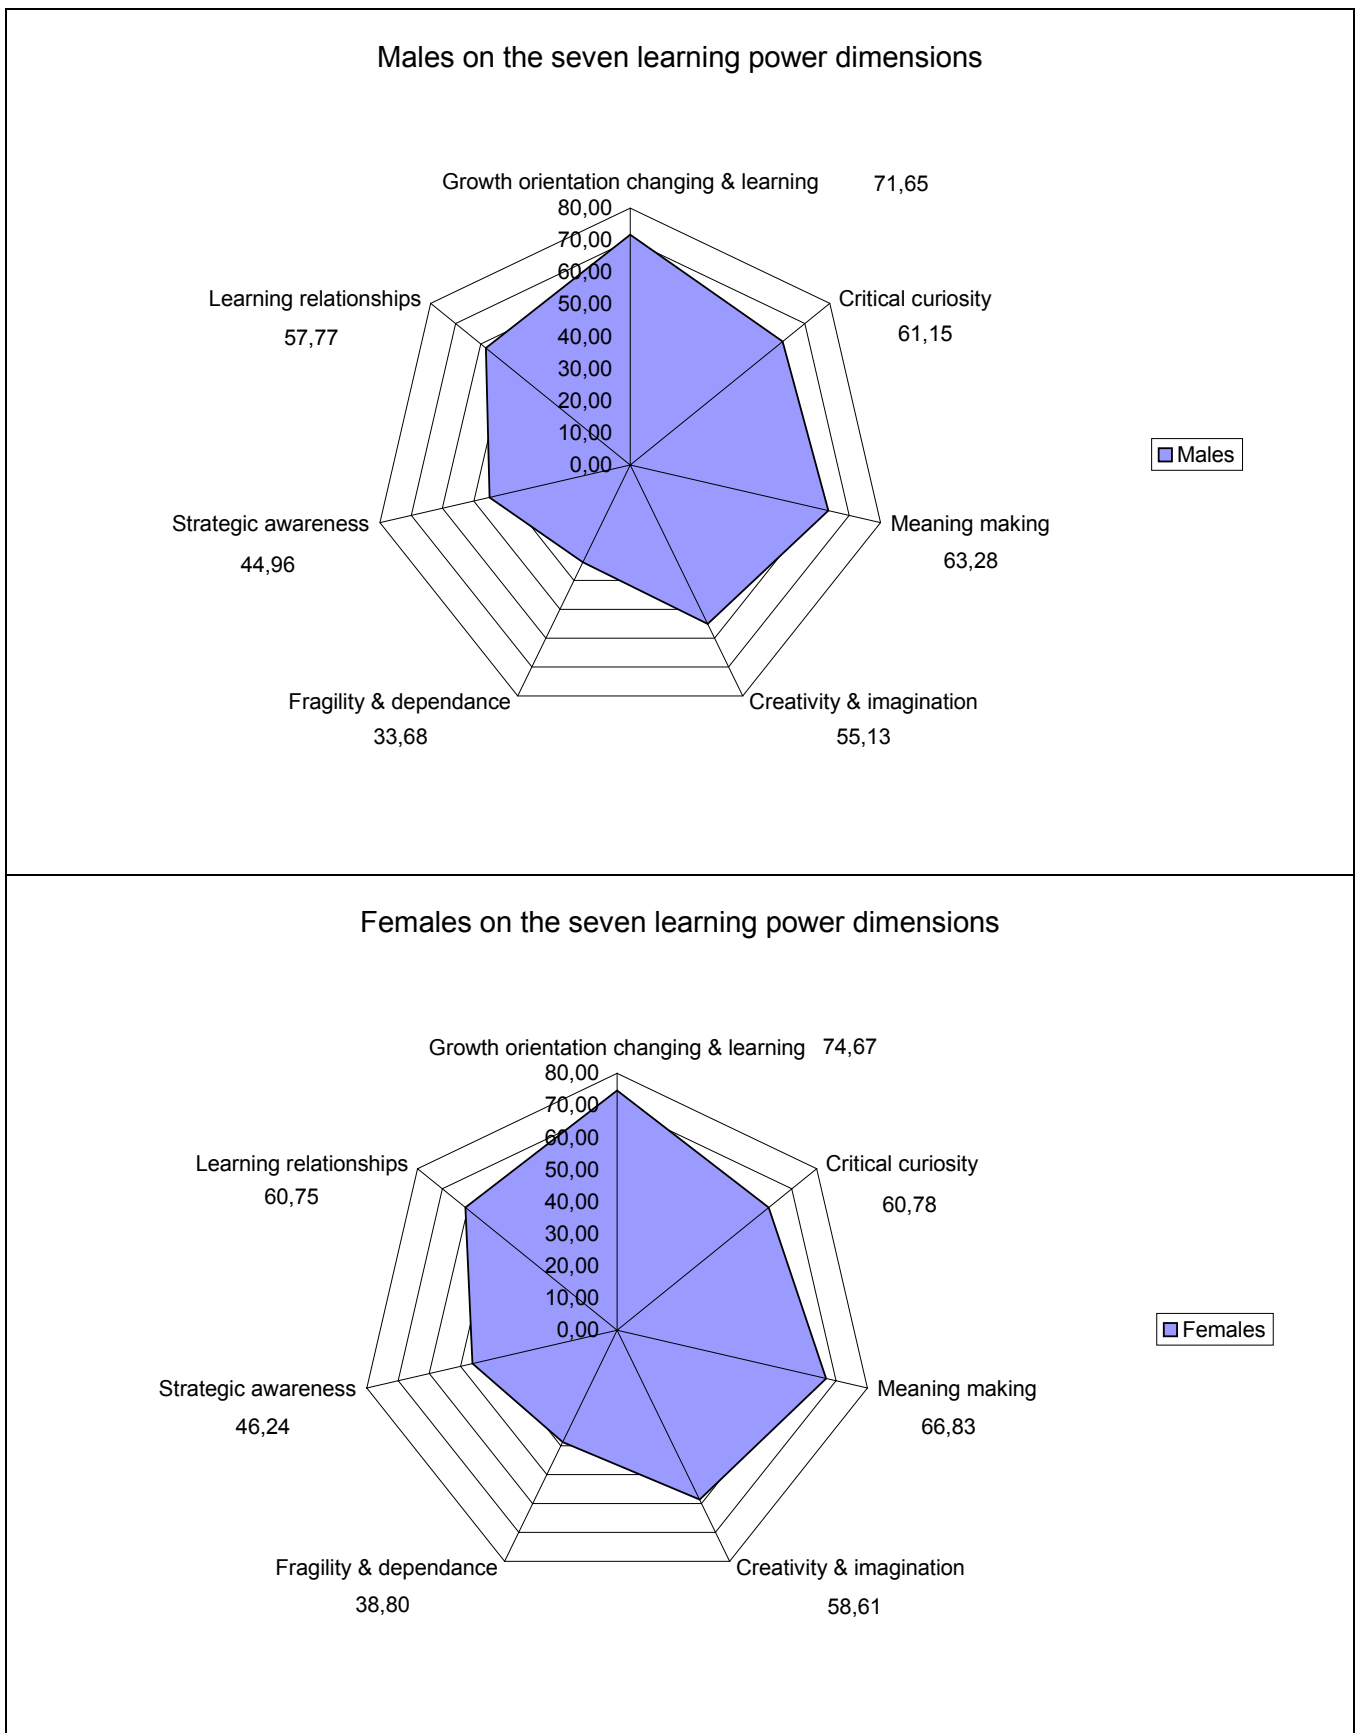 Males on the seven learning power dimensions
Growth orientation changing & learning 71,65
80,00
70,00
60,00
50,00
40,00
30,00
20,00
10,00
0,00
Critical curiosity
61,15
Meaning making
63,28
Creativity & imagination
55,13
Fragility & dependance
33,68
Strategic awareness
44,96
Learning relationships
57,77
Males
Females on the seven learning power dimensions
Growth orientation changing & learning 74,67
80,00
70,00
60,00
50,00
40,00
30,00
20,00
10,00
0,00
Critical curiosity
60,78
Meaning making
66,83
Creativity & imagination
58,61
Fragility & dependance
38,80
Strategic awareness
46,24
Learning relationships
60,75
Females